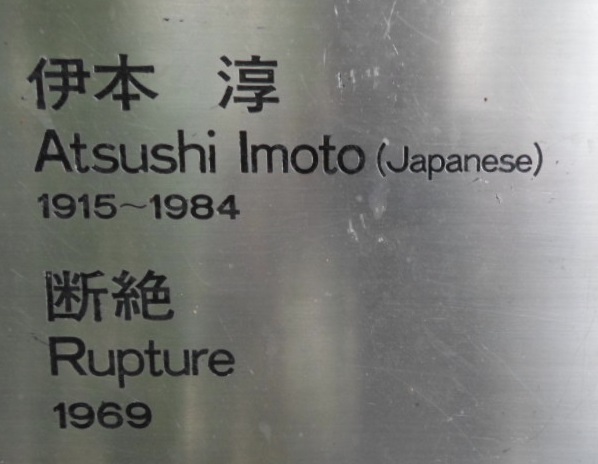 伊本　淳
Atsushi Imoto (Japanese)
1915~1984
断絶
Rupture
1969